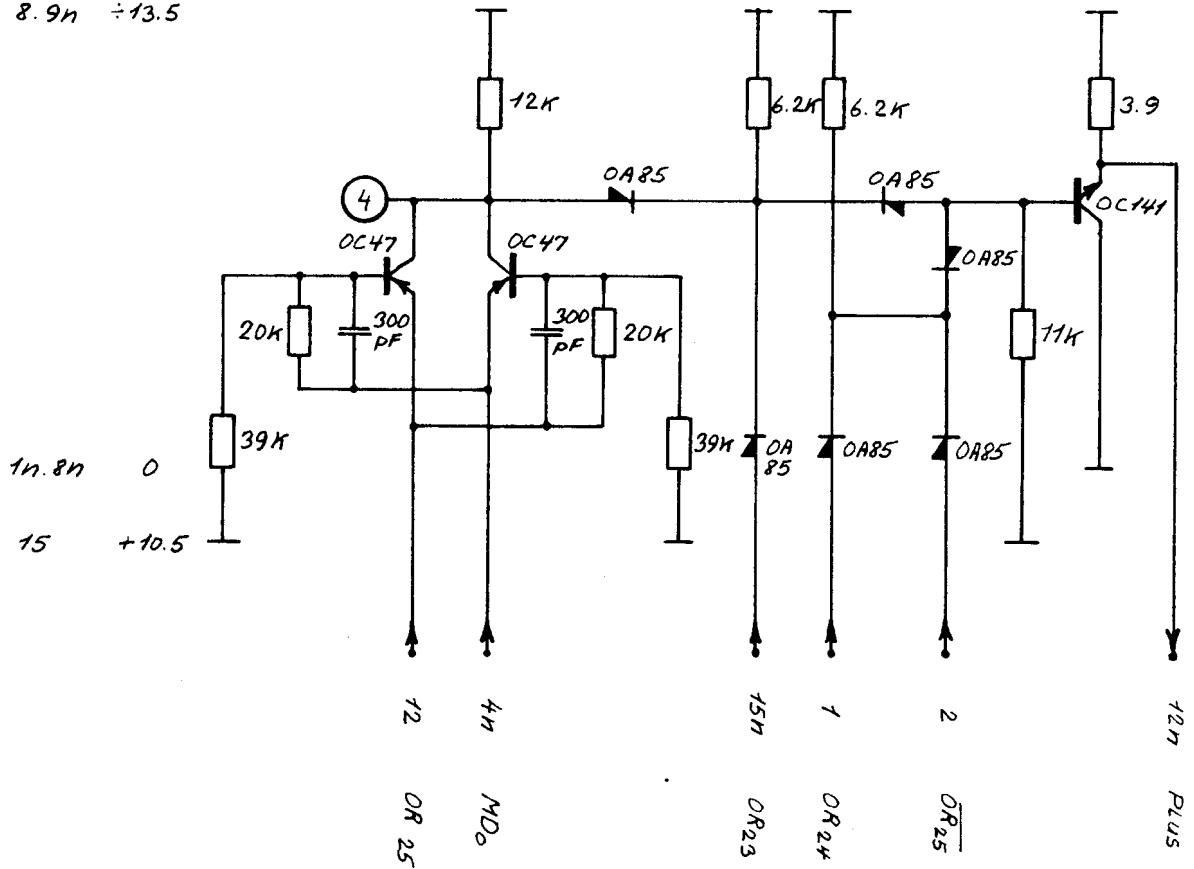 8.9n ÷13.5
12K
6.2K
6.2K
3.9
OA85
OA85
4
OC141
OC47
OC47
OA85
20K
300
pF
300
pF
20K
11K
39K
39K
OA
85
OA85
OA85
1n.8n 0
15 +10.5
12 OR 25
4n MD0
15n OR23
1 OR24
2 OR25
12n PLUS